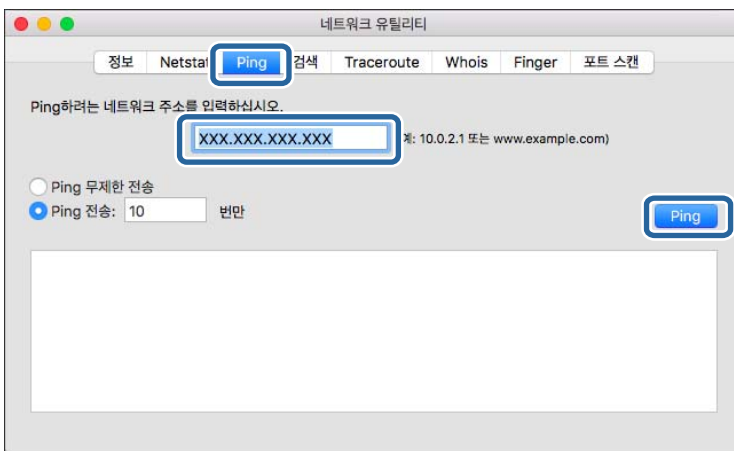 네트워크 유틸리티
정보 Netstat Ping 검색 Traceroute Whois Finger 포트 스캔
Ping하려는 네트워크 주소를 입력하십시오.
XXX.XXX.XXX.XXX 예: 10.0.2.1 또는 www.example.com)
Ping 무제한 전송
Ping 전송: 10 번만
Ping